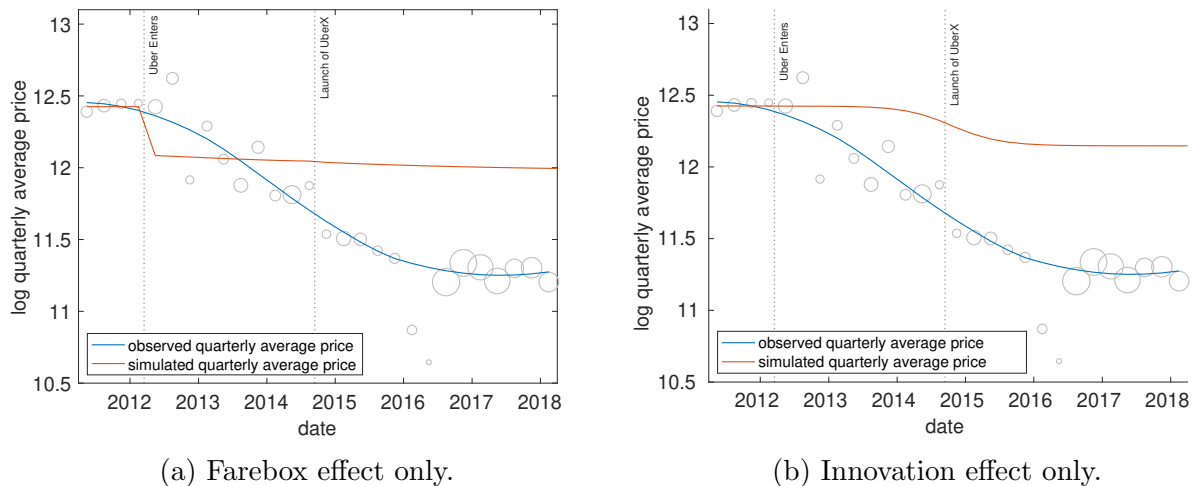 13
12.5
12
11.5
11
10.5
log quarterly average price
Uber Enters
Launch of UberX
observed quarterly average price
simulated quarterly average price
2012 2013 2014 2015 2016 2017 2018
date
(a) Farebox effect only.
13
12.5
12
11.5
11
10.5
log quarterly average price
Uber Enters
Launch of UberX
observed quarterly average price
simulated quarterly average price
2012 2013 2014 2015 2016 2017 2018
date
(b) Innovation effect only.